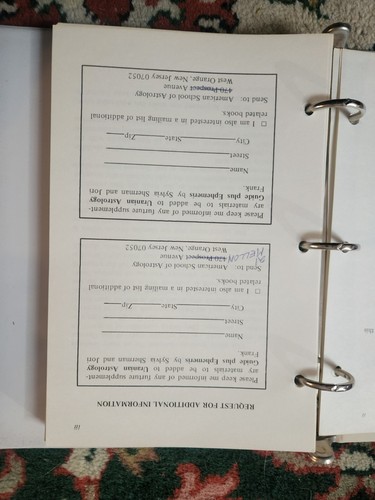 iii
REQUEST FOR ADDITIONAL INFORMATION
Please keep me informed of any further supplement-
ary materials to be added to Uranian Astrology
Guide plus Ephemeris by Sylvia Sherman and Jori
Frank.
Name
Street
City State Zip
☐ I am also interested in a mailing list of additional
related books.
Send to: American School of Astrology
470 Prospect Avenue
West Orange, New Jersey 07052
Please keep me informed of any further supplement-
ary materials to be added to Uranian Astrology
Guide plus Ephemeris by Sylvia Sherman and Jori
Frank.
Name
Street
City State Zip
☐ I am also interested in a mailing list of additional
related books.
Send to: American School of Astrology
470 Prospect Avenue
West Orange, New Jersey 07052